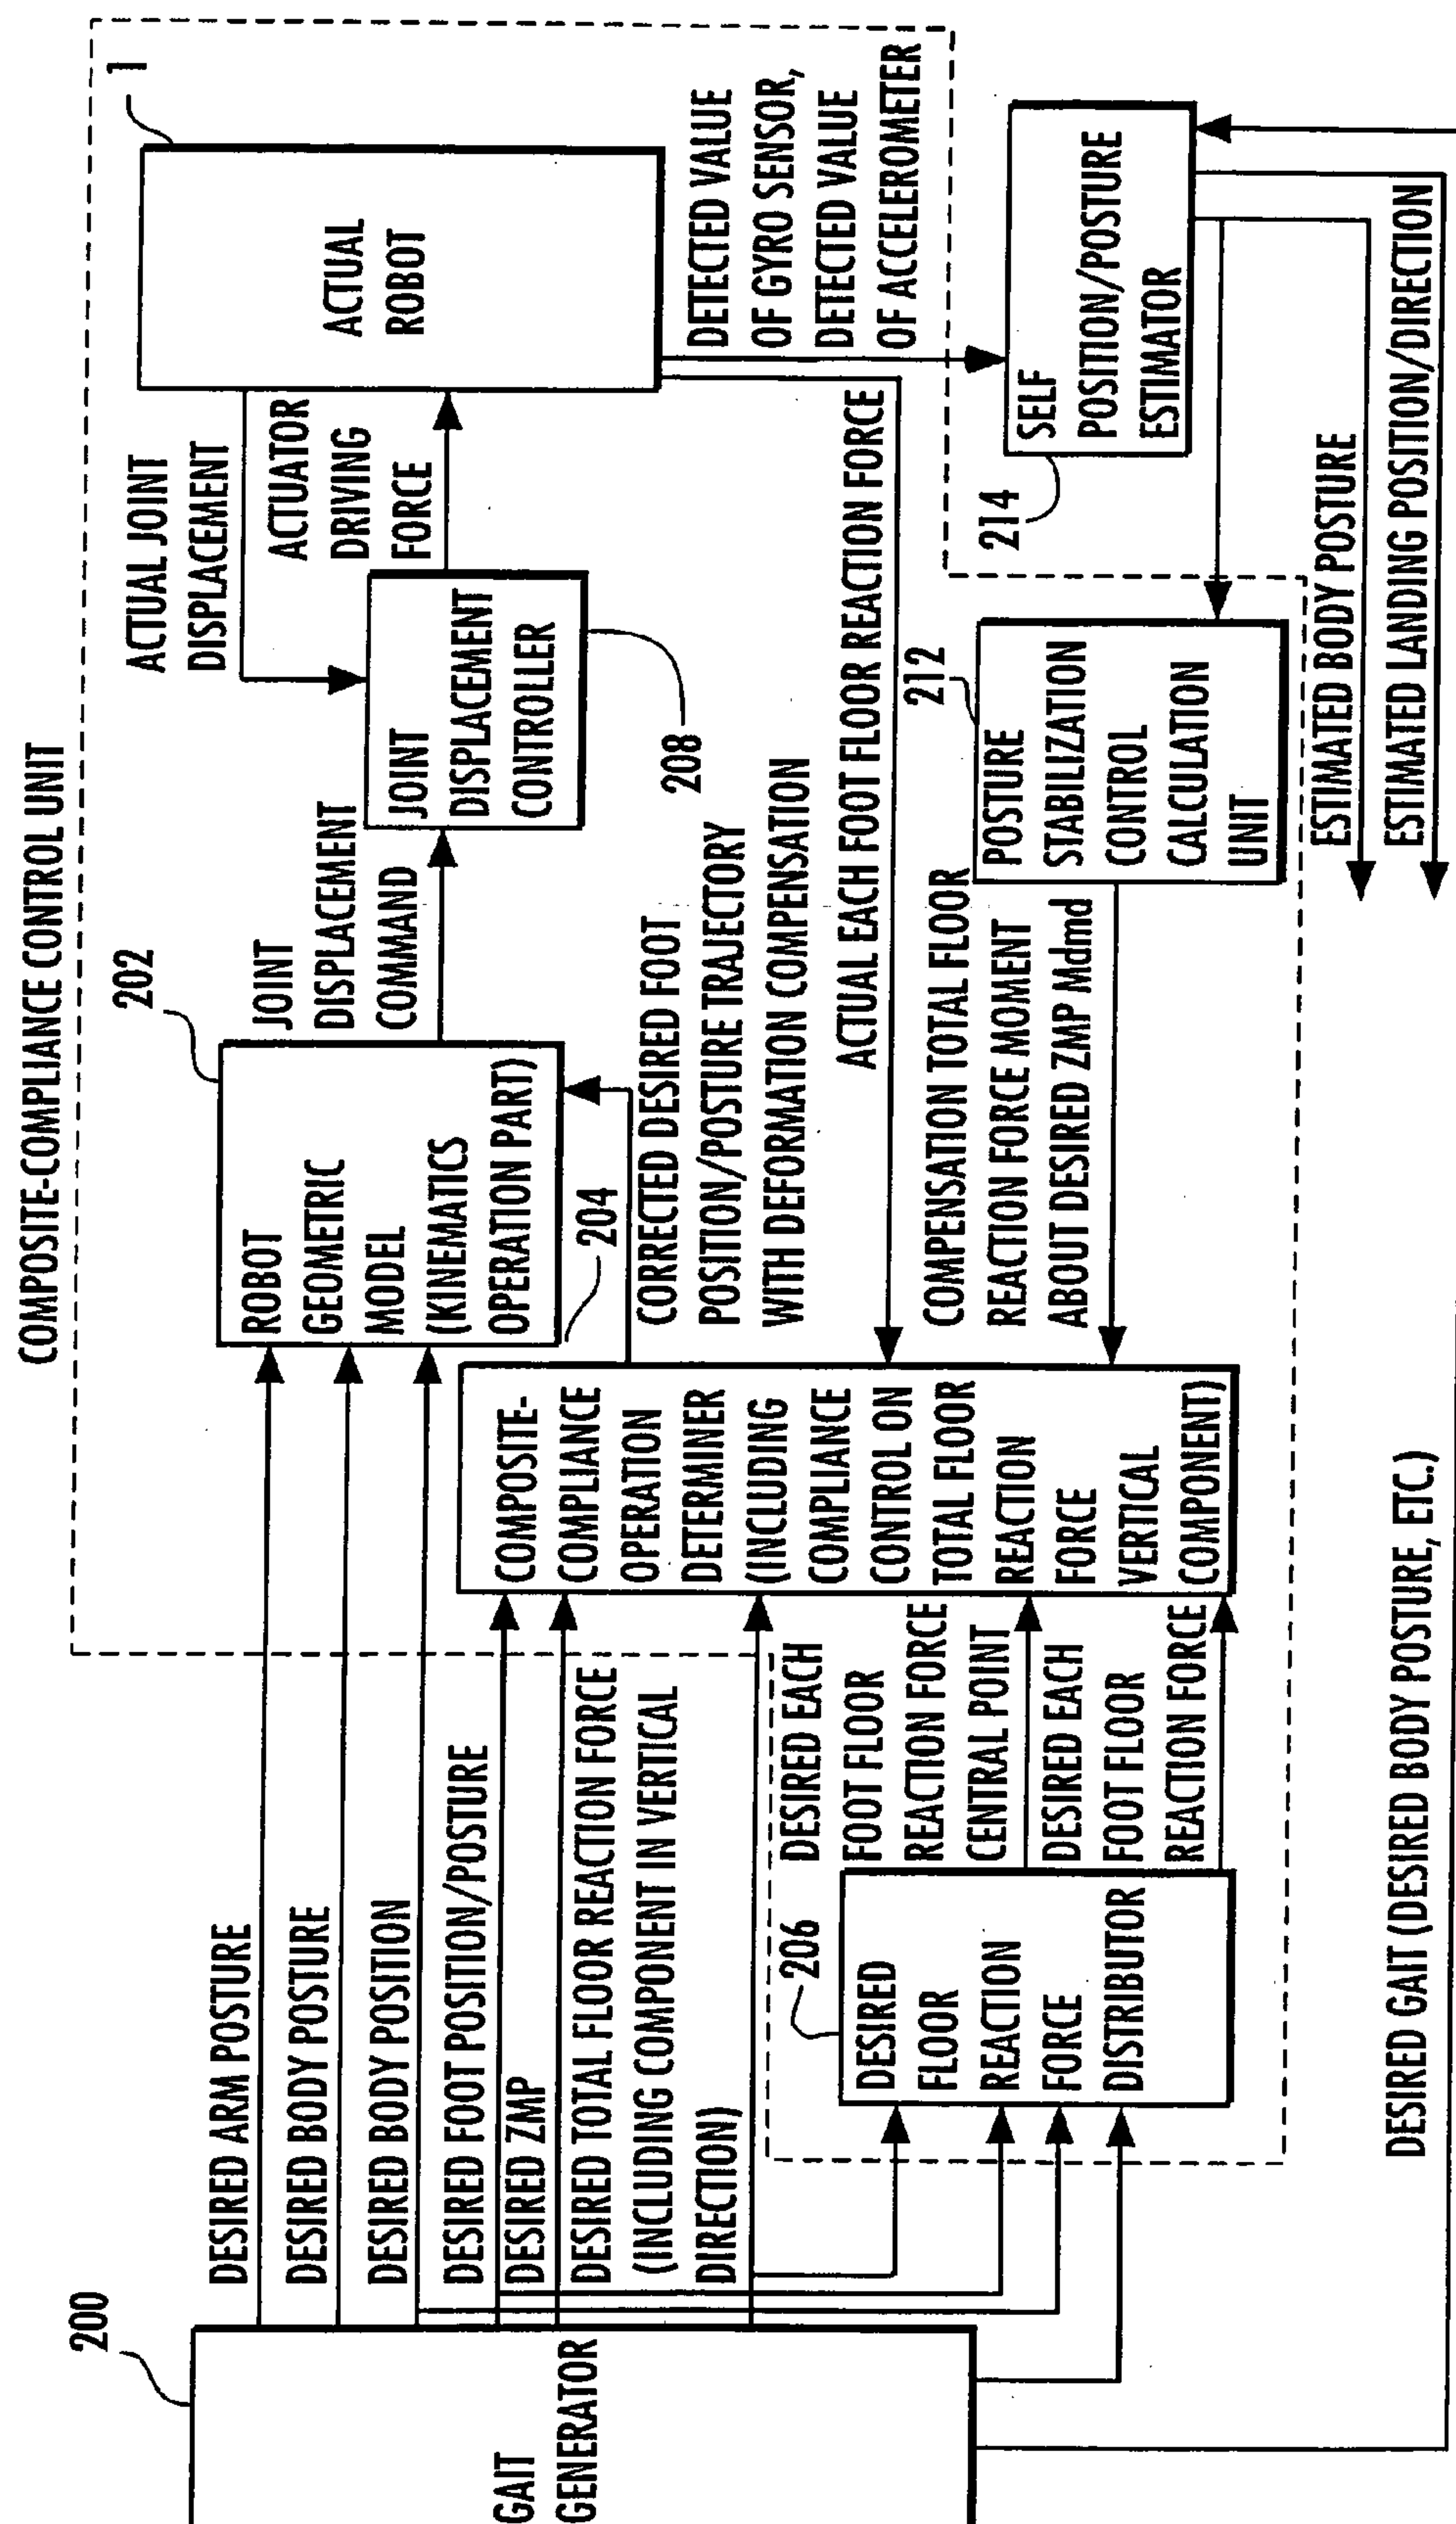 COMPOSITE-COMPLIANCE CONTROL UNIT
200
GAIT
GENERATOR
DESIRED ARM POSTURE
DESIRED BODY POSTURE
DESIRED BODY POSITION
DESIRED FOOT POSITION/POSTURE
DESIRED ZMP
DESIRED TOTAL FLOOR REACTION FORCE
(INCLUDING COMPONENT IN VERTICAL
DIRECTION)
206
DESIRED
FLOOR
REACTION
FORCE
DISTRIBUTOR
DESIRED EACH
FOOT FLOOR
REACTION FORCE
CENTRAL POINT
DESIRED EACH
FOOT FLOOR
REACTION FORCE
202
ROBOT
GEOMETRIC
MODEL
(KINEMATICS
OPERATION PART)
204
COMPOSITE-
COMPLIANCE
OPERATION
DETERMINER
(INCLUDING
COMPLIANCE
CONTROL ON
TOTAL FLOOR
REACTION
FORCE
VERTICAL
COMPONENT)
JOINT
DISPLACEMENT
COMMAND
CORRECTED DESIRED FOOT
POSITION/POSTURE TRAJECTORY
WITH DEFORMATION COMPENSATION
ACTUAL EACH FOOT FLOOR REACTION FORCE
COMPENSATION TOTAL FLOOR
REACTION FORCE MOMENT
ABOUT DESIRED ZMP Mdmd
JOINT
DISPLACEMENT
CONTROLLER
208
ACTUAL JOINT
DISPLACEMENT
ACTUATOR
DRIVING
FORCE
1
ACTUAL
ROBOT
DETECTED VALUE
OF GYRO SENSOR,
DETECTED VALUE
OF ACCELEROMETER
212
POSTURE
STABILIZATION
CONTROL
CALCULATION
UNIT
214
SELF
POSITION/POSTURE
ESTIMATOR
ESTIMATED BODY POSTURE
ESTIMATED LANDING POSITION/DIRECTION
DESIRED GAIT (DESIRED BODY POSTURE, ETC.)